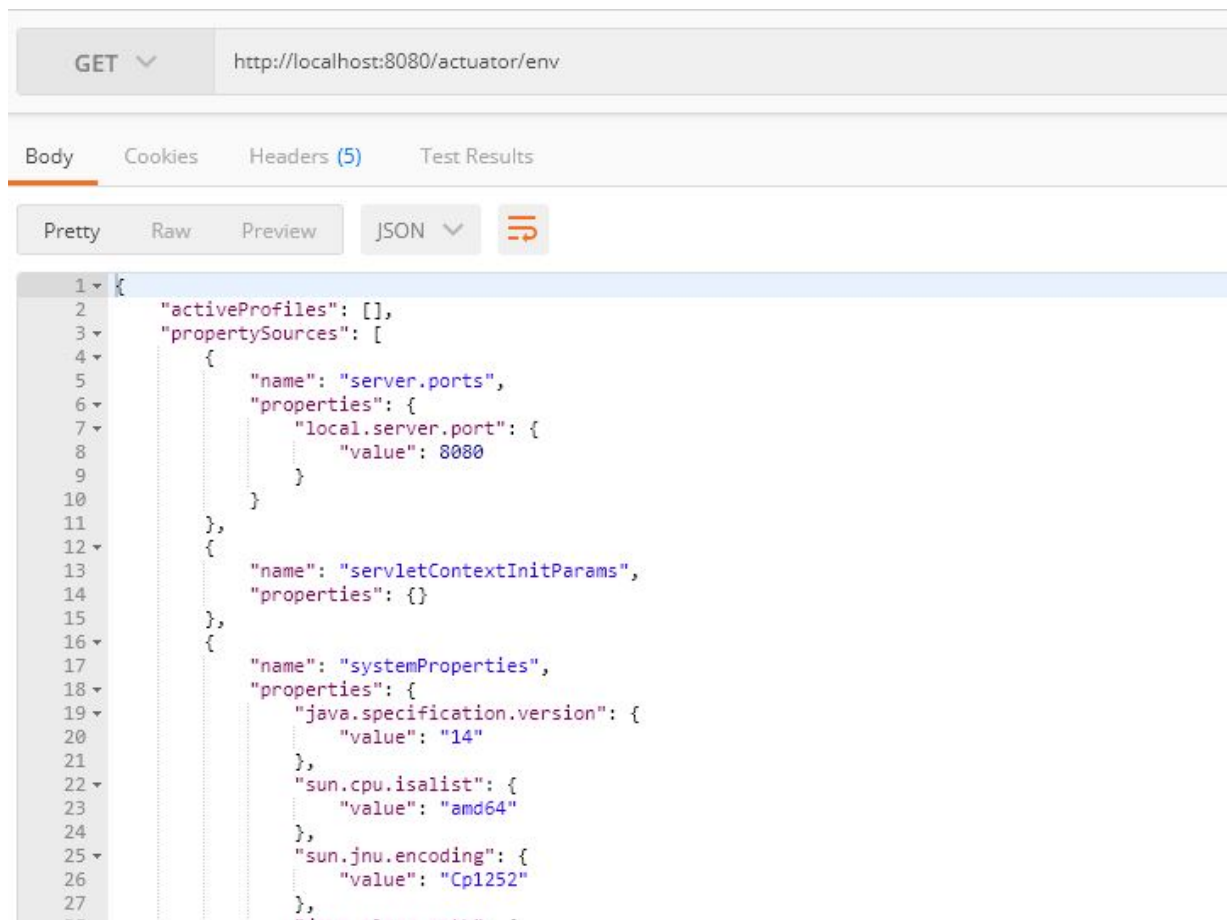 GET http://localhost:8080/actuator/env
Body Cookies Headers (5) Test Results
Pretty Raw Preview JSON
1 {
2 "activeProfiles": [],
3 "propertySources": [
4 {
5 "name": "server.ports",
6 "properties": {
7 "local.server.port": {
8 "value": 8080
9 }
10 }
11 },
12 {
13 "name": "servletContextInitParams",
14 "properties": {}
15 },
16 {
17 "name": "systemProperties",
18 "properties": {
19 "java.specification.version": {
20 "value": "14"
21 },
22 "sun.cpu.isalist": {
23 "value": "amd64"
24 },
25 "sun.jnu.encoding": {
26 "value": "Cp1252"
27 },